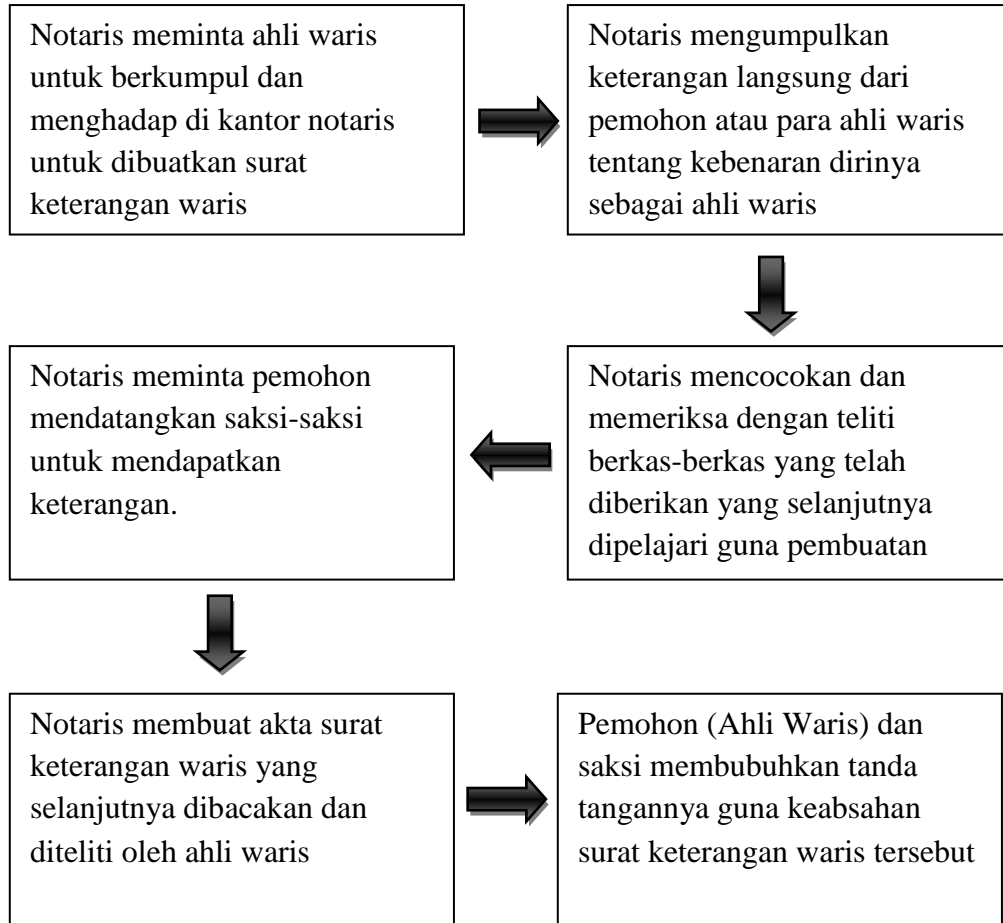 Notaris meminta ahli waris
untuk berkumpul dan
menghadap di kantor notaris
untuk dibuatkan surat
keterangan waris
Notaris mengumpulkan
keterangan langsung dari
pemohon atau para ahli waris
tentang kebenaran dirinya
sebagai ahli waris
Notaris mencocokan dan
memeriksa dengan teliti
berkas-berkas yang telah
diberikan yang selanjutnya
dipelajari guna pembuatan
Notaris meminta pemohon
mendatangkan saksi-saksi
untuk mendapatkan
keterangan.
Notaris membuat akta surat
keterangan waris yang
selanjutnya dibacakan dan
diteliti oleh ahli waris
Pemohon (Ahli Waris) dan
saksi membubuhkan tanda
tangannya guna keabsahan
surat keterangan waris tersebut